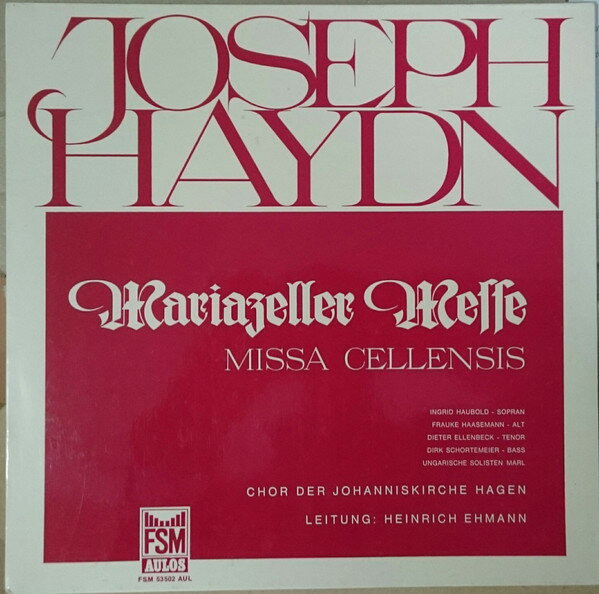 JOSEPH
HAYDN
Mariazeller Messe
MISSA CELLENSIS
INGRID HAUBOLD - SOPRAN
FRAUKE HAASEMANN - ALT
DIETER ELLENBECK - TENOR
DIRK SCHORTEMEIER - BASS
UNGARISCHE SOLISTEN MARL
CHOR DER JOHANNISKIRCHE HAGEN
LEITUNG: HEINRICH EHMANN
FSM
AULOS
FSM 53502 AUL